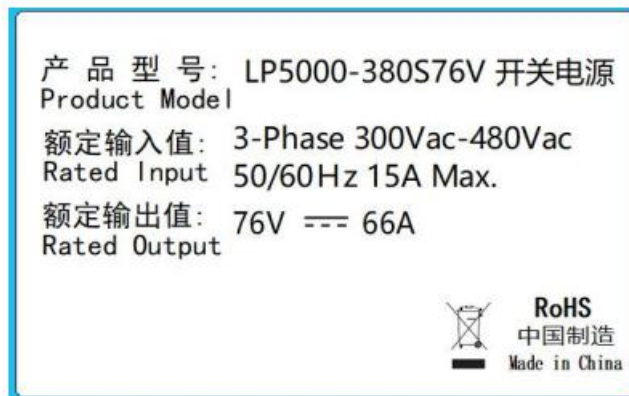 产 品 型 号: LP5000-380S76V 开关电源
Product Model
额定输入值: 3-Phase 300Vac-480Vac
Rated Input 50/60Hz 15A Max.
额定输出值: 76V ⎓ 66A
Rated Output
RoHS
中国制造
Made in China